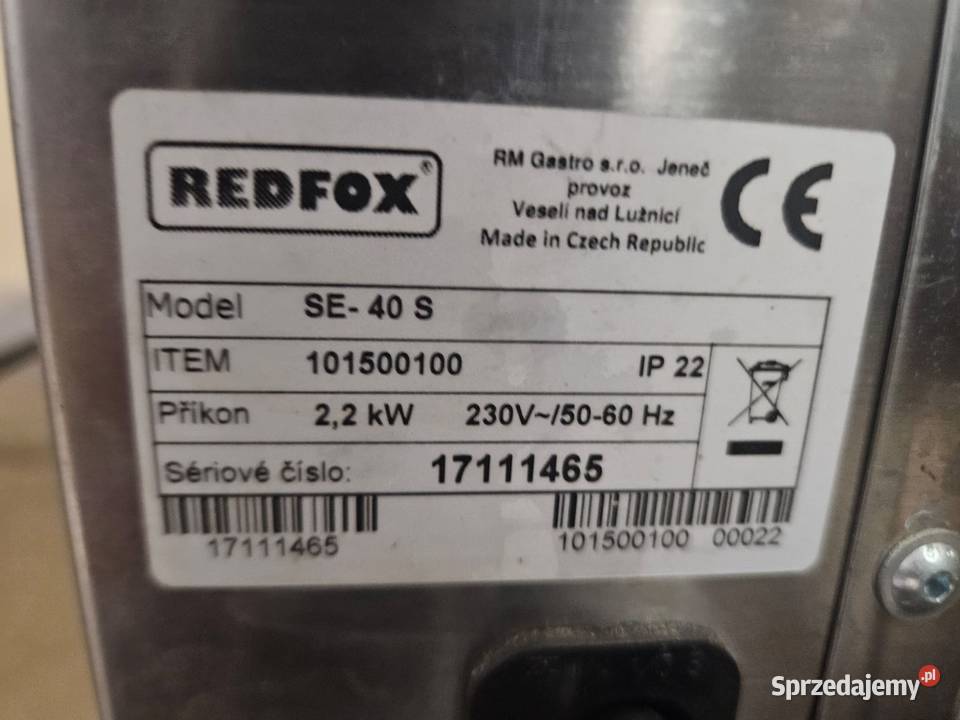 REDFOX®
RM Gastro s.r.o. Jeneč
provoz
Veselí nad Lužnicí
Made in Czech Republic
CE
Model SE- 40 S
ITEM 101500100 IP 22
Příkon 2,2 kW 230V~/50-60 Hz
Sériové číslo: 17111465
17111465
101500100 00022
Sprzedajemy.pl